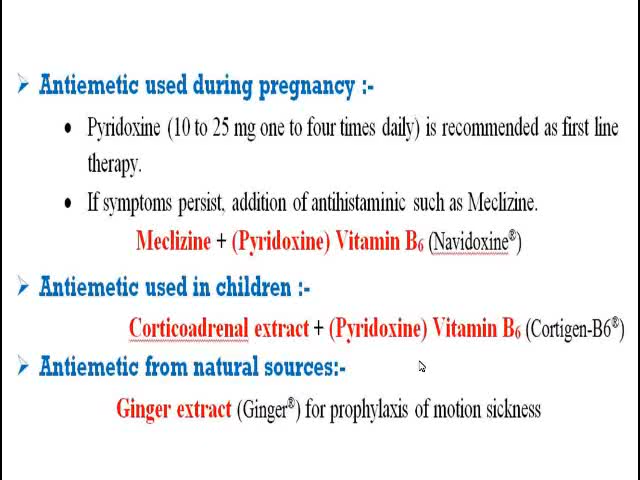 Antiemetic used during pregnancy :-
• Pyridoxine (10 to 25 mg one to four times daily) is recommended as first line
therapy.
• If symptoms persist, addition of antihistaminic such as Meclizine.
Meclizine + (Pyridoxine) Vitamin B₆ (Navidoxine®)
Antiemetic used in children :-
Corticoadrenal extract + (Pyridoxine) Vitamin B₆ (Cortigen-B6®)
Antiemetic from natural sources:-
Ginger extract (Ginger®) for prophylaxis of motion sickness